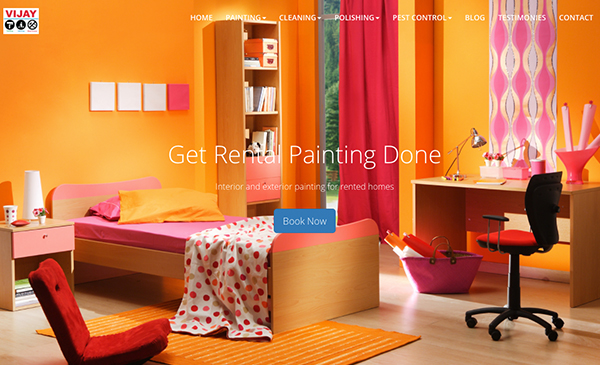 VIJAY
HOME PAINTING CLEANING POLISHING PEST CONTROL BLOG TESTIMONIES CONTACT
Get Rental Painting Done
Interior and exterior painting for rented homes
Book Now